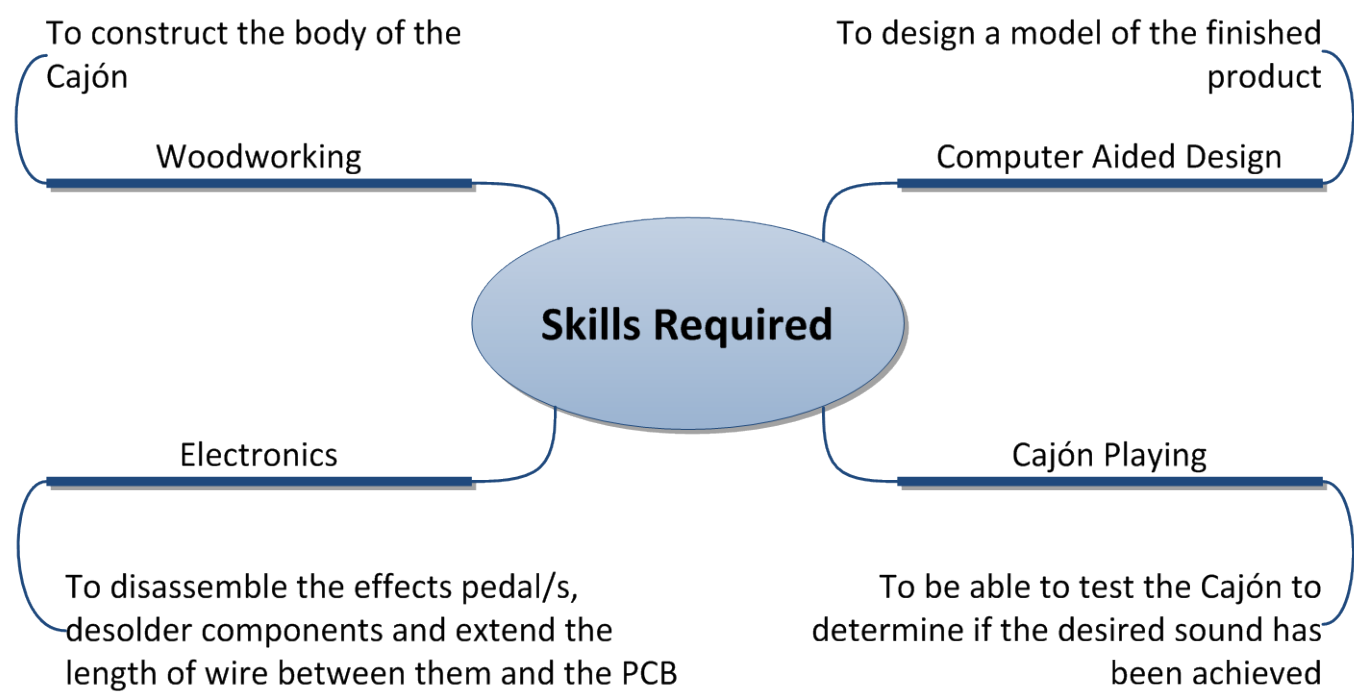 To construct the body of the
Cajón
Woodworking
To design a model of the finished
product
Computer Aided Design
Skills Required
Electronics
To disassemble the effects pedal/s,
desolder components and extend the
length of wire between them and the PCB
Cajón Playing
To be able to test the Cajón to
determine if the desired sound has
been achieved